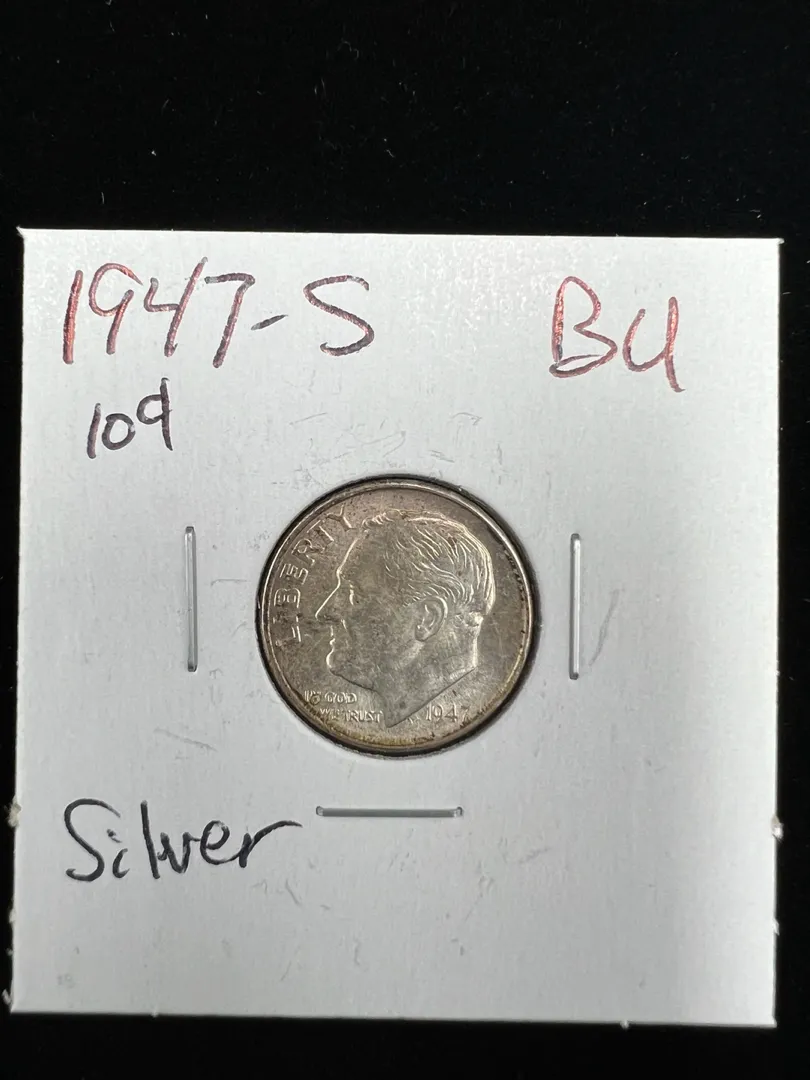 1947-S BU
10¢
LIBERTY
IN GOD
WE TRUST
1947
Silver